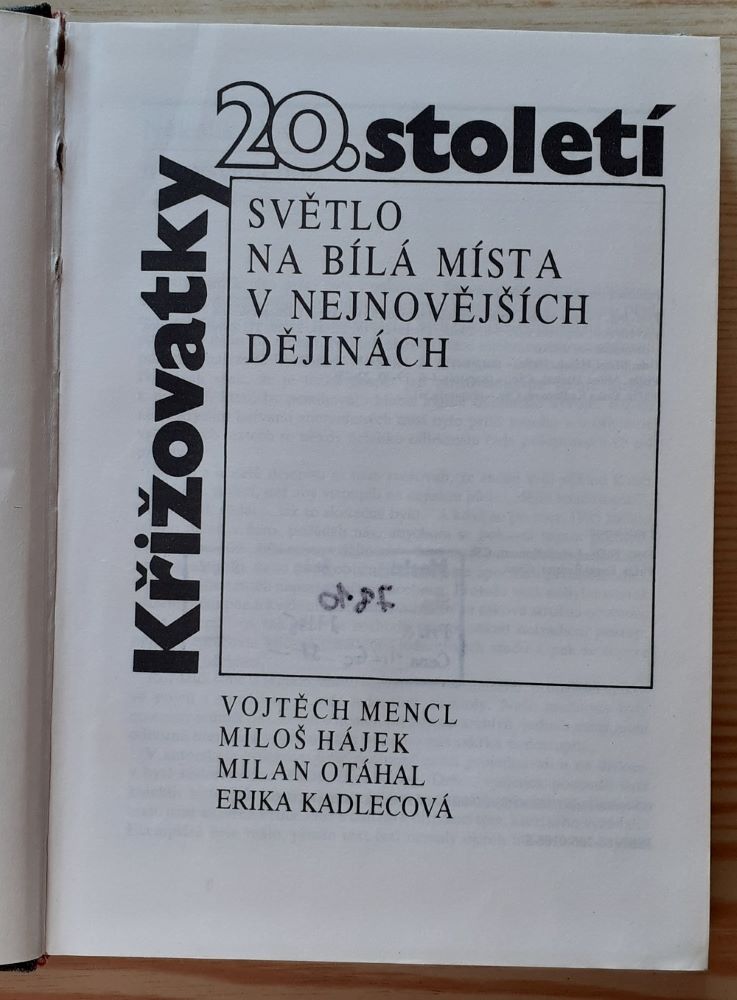 Křižovatky
20. století
SVĚTLO
NA BÍLÁ MÍSTA
V NEJNOVĚJŠÍCH
DĚJINÁCH
VOJTĚCH MENCL
MILOŠ HÁJEK
MILAN OTÁHAL
ERIKA KADLECOVÁ